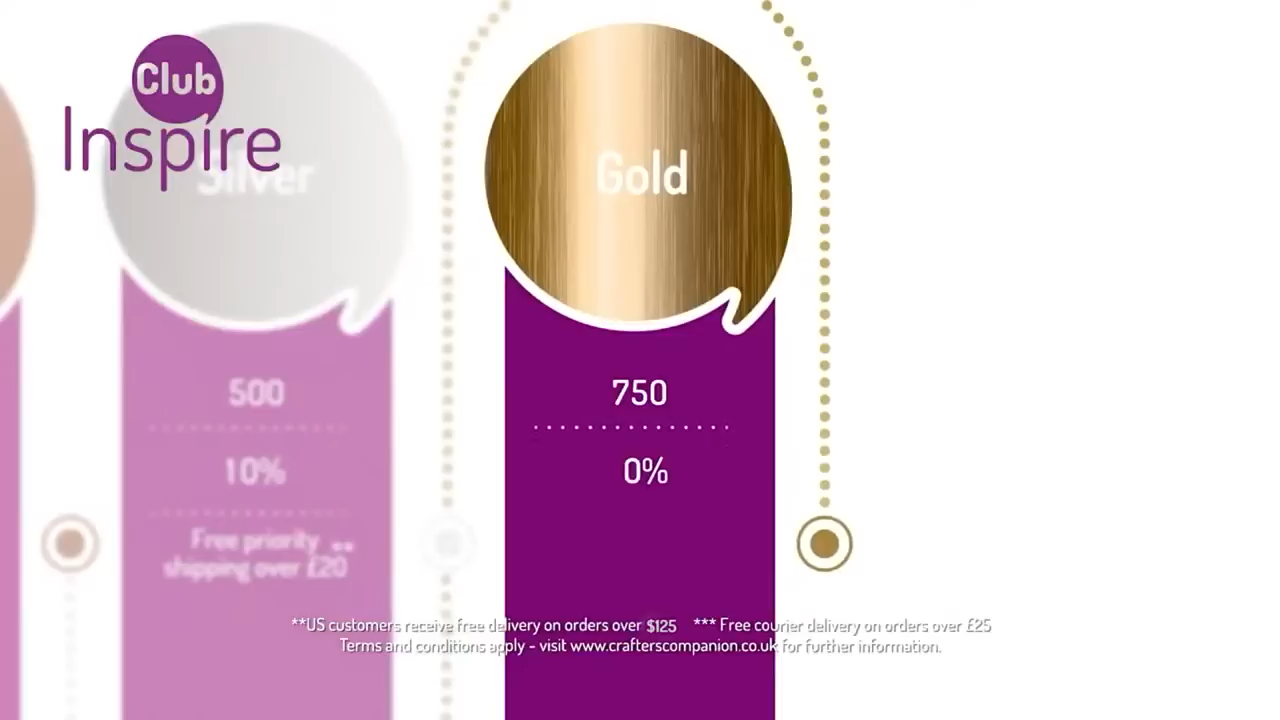 Club
Inspire
Silver
Gold
500
750
10%
0%
Free priority **
shipping over £20
**US customers receive free delivery on orders over $125 *** Free courier delivery on orders over £25
Terms and conditions apply - visit www.crafterscompanion.co.uk for further information.